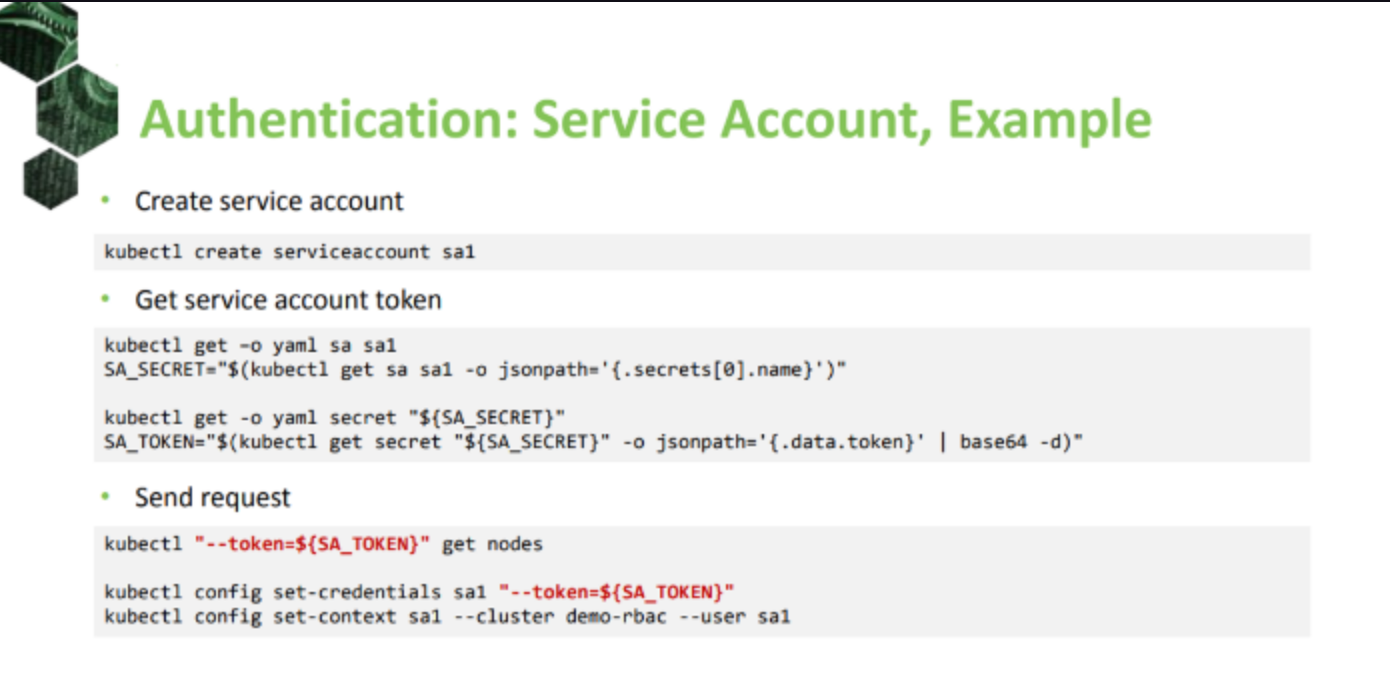 Authentication: Service Account, Example
• Create service account
kubectl create serviceaccount sa1
• Get service account token
kubectl get –o yaml sa sa1
SA_SECRET="$(kubectl get sa sa1 -o jsonpath='{.secrets[0].name}')"
kubectl get -o yaml secret "${SA_SECRET}"
SA_TOKEN="$(kubectl get secret "${SA_SECRET}" -o jsonpath='{.data.token}' | base64 -d)"
• Send request
kubectl "--token=${SA_TOKEN}" get nodes
kubectl config set-credentials sa1 "--token=${SA_TOKEN}"
kubectl config set-context sa1 --cluster demo-rbac --user sa1